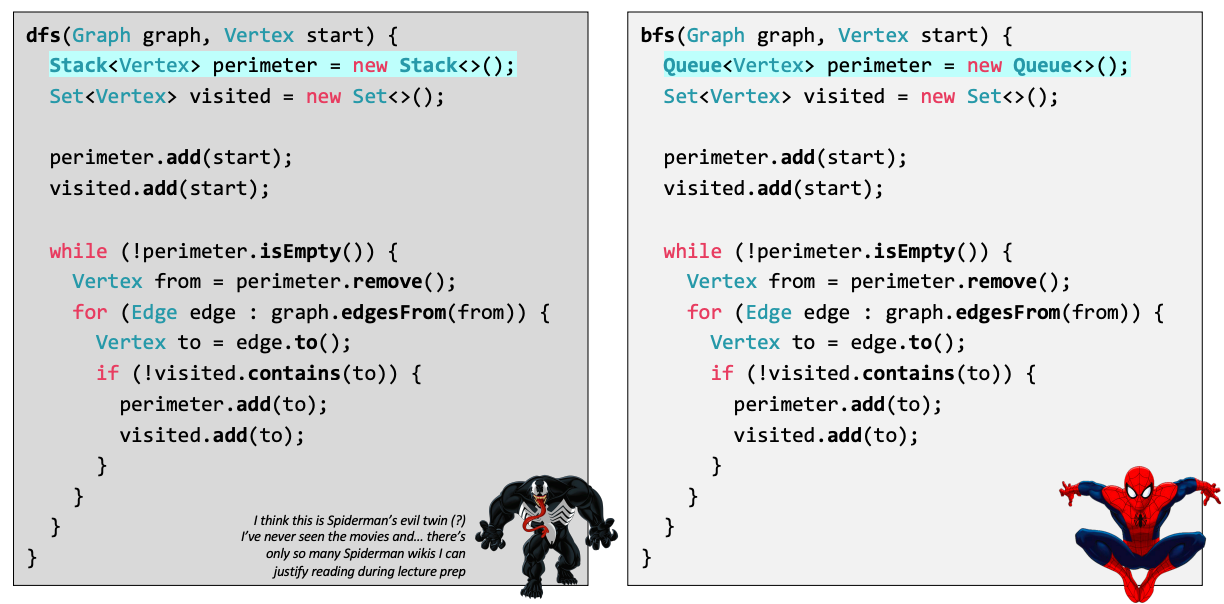 dfs(Graph graph, Vertex start) {
Stack<Vertex> perimeter = new Stack<>();
Set<Vertex> visited = new Set<>();
perimeter.add(start);
visited.add(start);
while (!perimeter.isEmpty()) {
Vertex from = perimeter.remove();
for (Edge edge : graph.edgesFrom(from)) {
Vertex to = edge.to();
if (!visited.contains(to)) {
perimeter.add(to);
visited.add(to);
}
}
}
}
I think this is Spiderman's evil twin (?)
I've never seen the movies and... there's
only so many Spiderman wikis I can
justify reading during lecture prep
bfs(Graph graph, Vertex start) {
Queue<Vertex> perimeter = new Queue<>();
Set<Vertex> visited = new Set<>();
perimeter.add(start);
visited.add(start);
while (!perimeter.isEmpty()) {
Vertex from = perimeter.remove();
for (Edge edge : graph.edgesFrom(from)) {
Vertex to = edge.to();
if (!visited.contains(to)) {
perimeter.add(to);
visited.add(to);
}
}
}
}